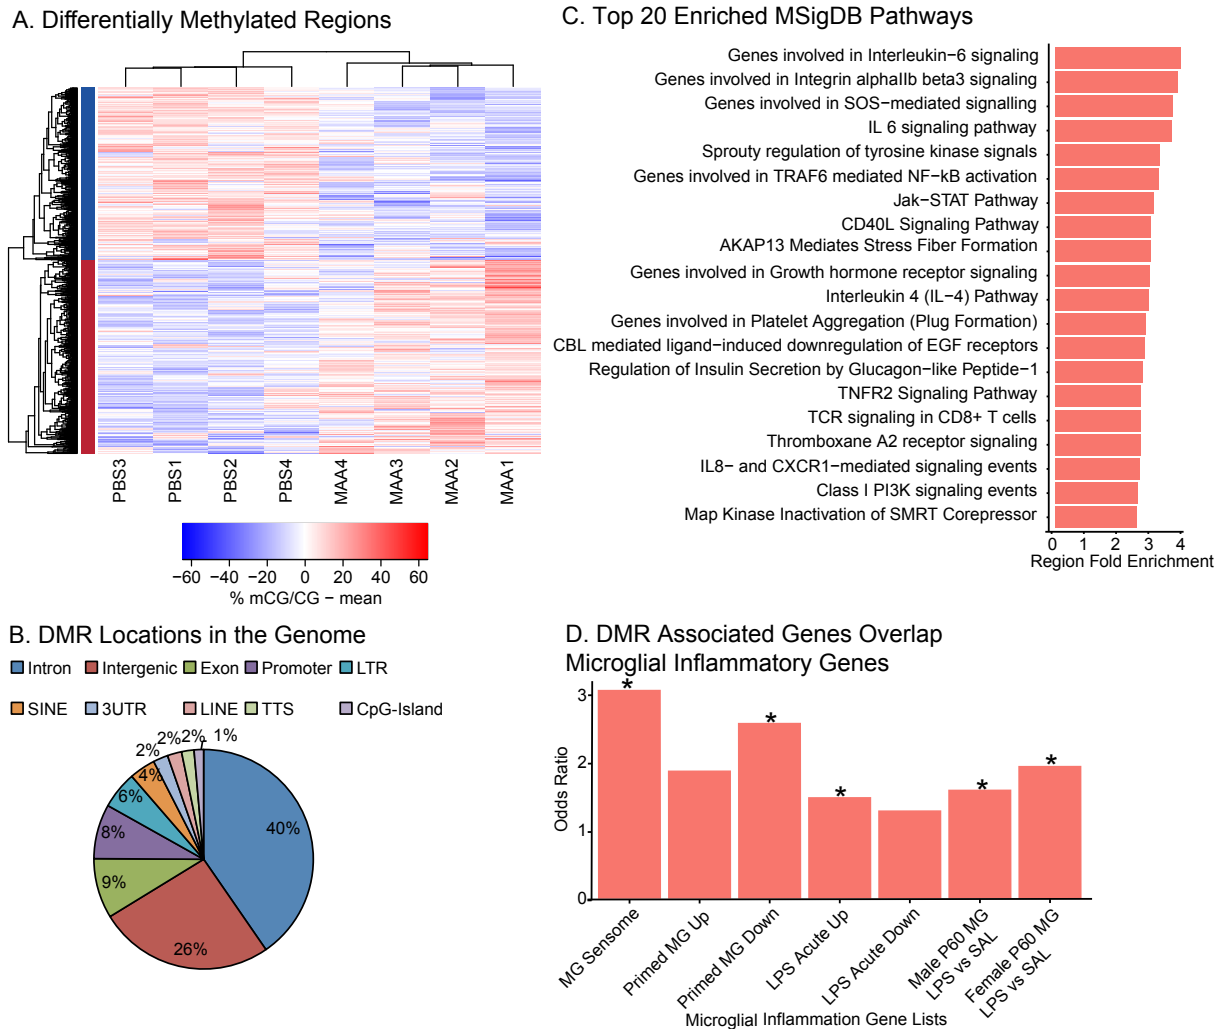 A. Differentially Methylated Regions
PBS3
PBS1
PBS2
PBS4
MAA4
MAA3
MAA2
MAA1
−60 −40 −20 0 20 40 60
% mCG/CG − mean
B. DMR Locations in the Genome
Intron Intergenic Exon Promoter LTR
SINE 3UTR LINE TTS CpG-Island
40%
26%
9%
8%
6%
4%
2%
2%
2%
1%
C. Top 20 Enriched MSigDB Pathways
Genes involved in Interleukin−6 signaling
Genes involved in Integrin alphaIIb beta3 signaling
Genes involved in SOS−mediated signalling
IL 6 signaling pathway
Sprouty regulation of tyrosine kinase signals
Genes involved in TRAF6 mediated NF−kB activation
Jak−STAT Pathway
CD40L Signaling Pathway
AKAP13 Mediates Stress Fiber Formation
Genes involved in Growth hormone receptor signaling
Interleukin 4 (IL−4) Pathway
Genes involved in Platelet Aggregation (Plug Formation)
CBL mediated ligand−induced downregulation of EGF receptors
Regulation of Insulin Secretion by Glucagon−like Peptide−1
TNFR2 Signaling Pathway
TCR signaling in CD8+ T cells
Thromboxane A2 receptor signaling
IL8− and CXCR1−mediated signaling events
Class I PI3K signaling events
Map Kinase Inactivation of SMRT Corepressor
0 1 2 3 4
Region Fold Enrichment
D. DMR Associated Genes Overlap
Microglial Inflammatory Genes
Odds Ratio
3
2
1
0
* * * * *
MG Sensome
Primed MG Up
Primed MG Down
LPS Acute Up
LPS Acute Down
Male P60 MG
LPS vs SAL
Female P60 MG
LPS vs SAL
Microglial Inflammation Gene Lists